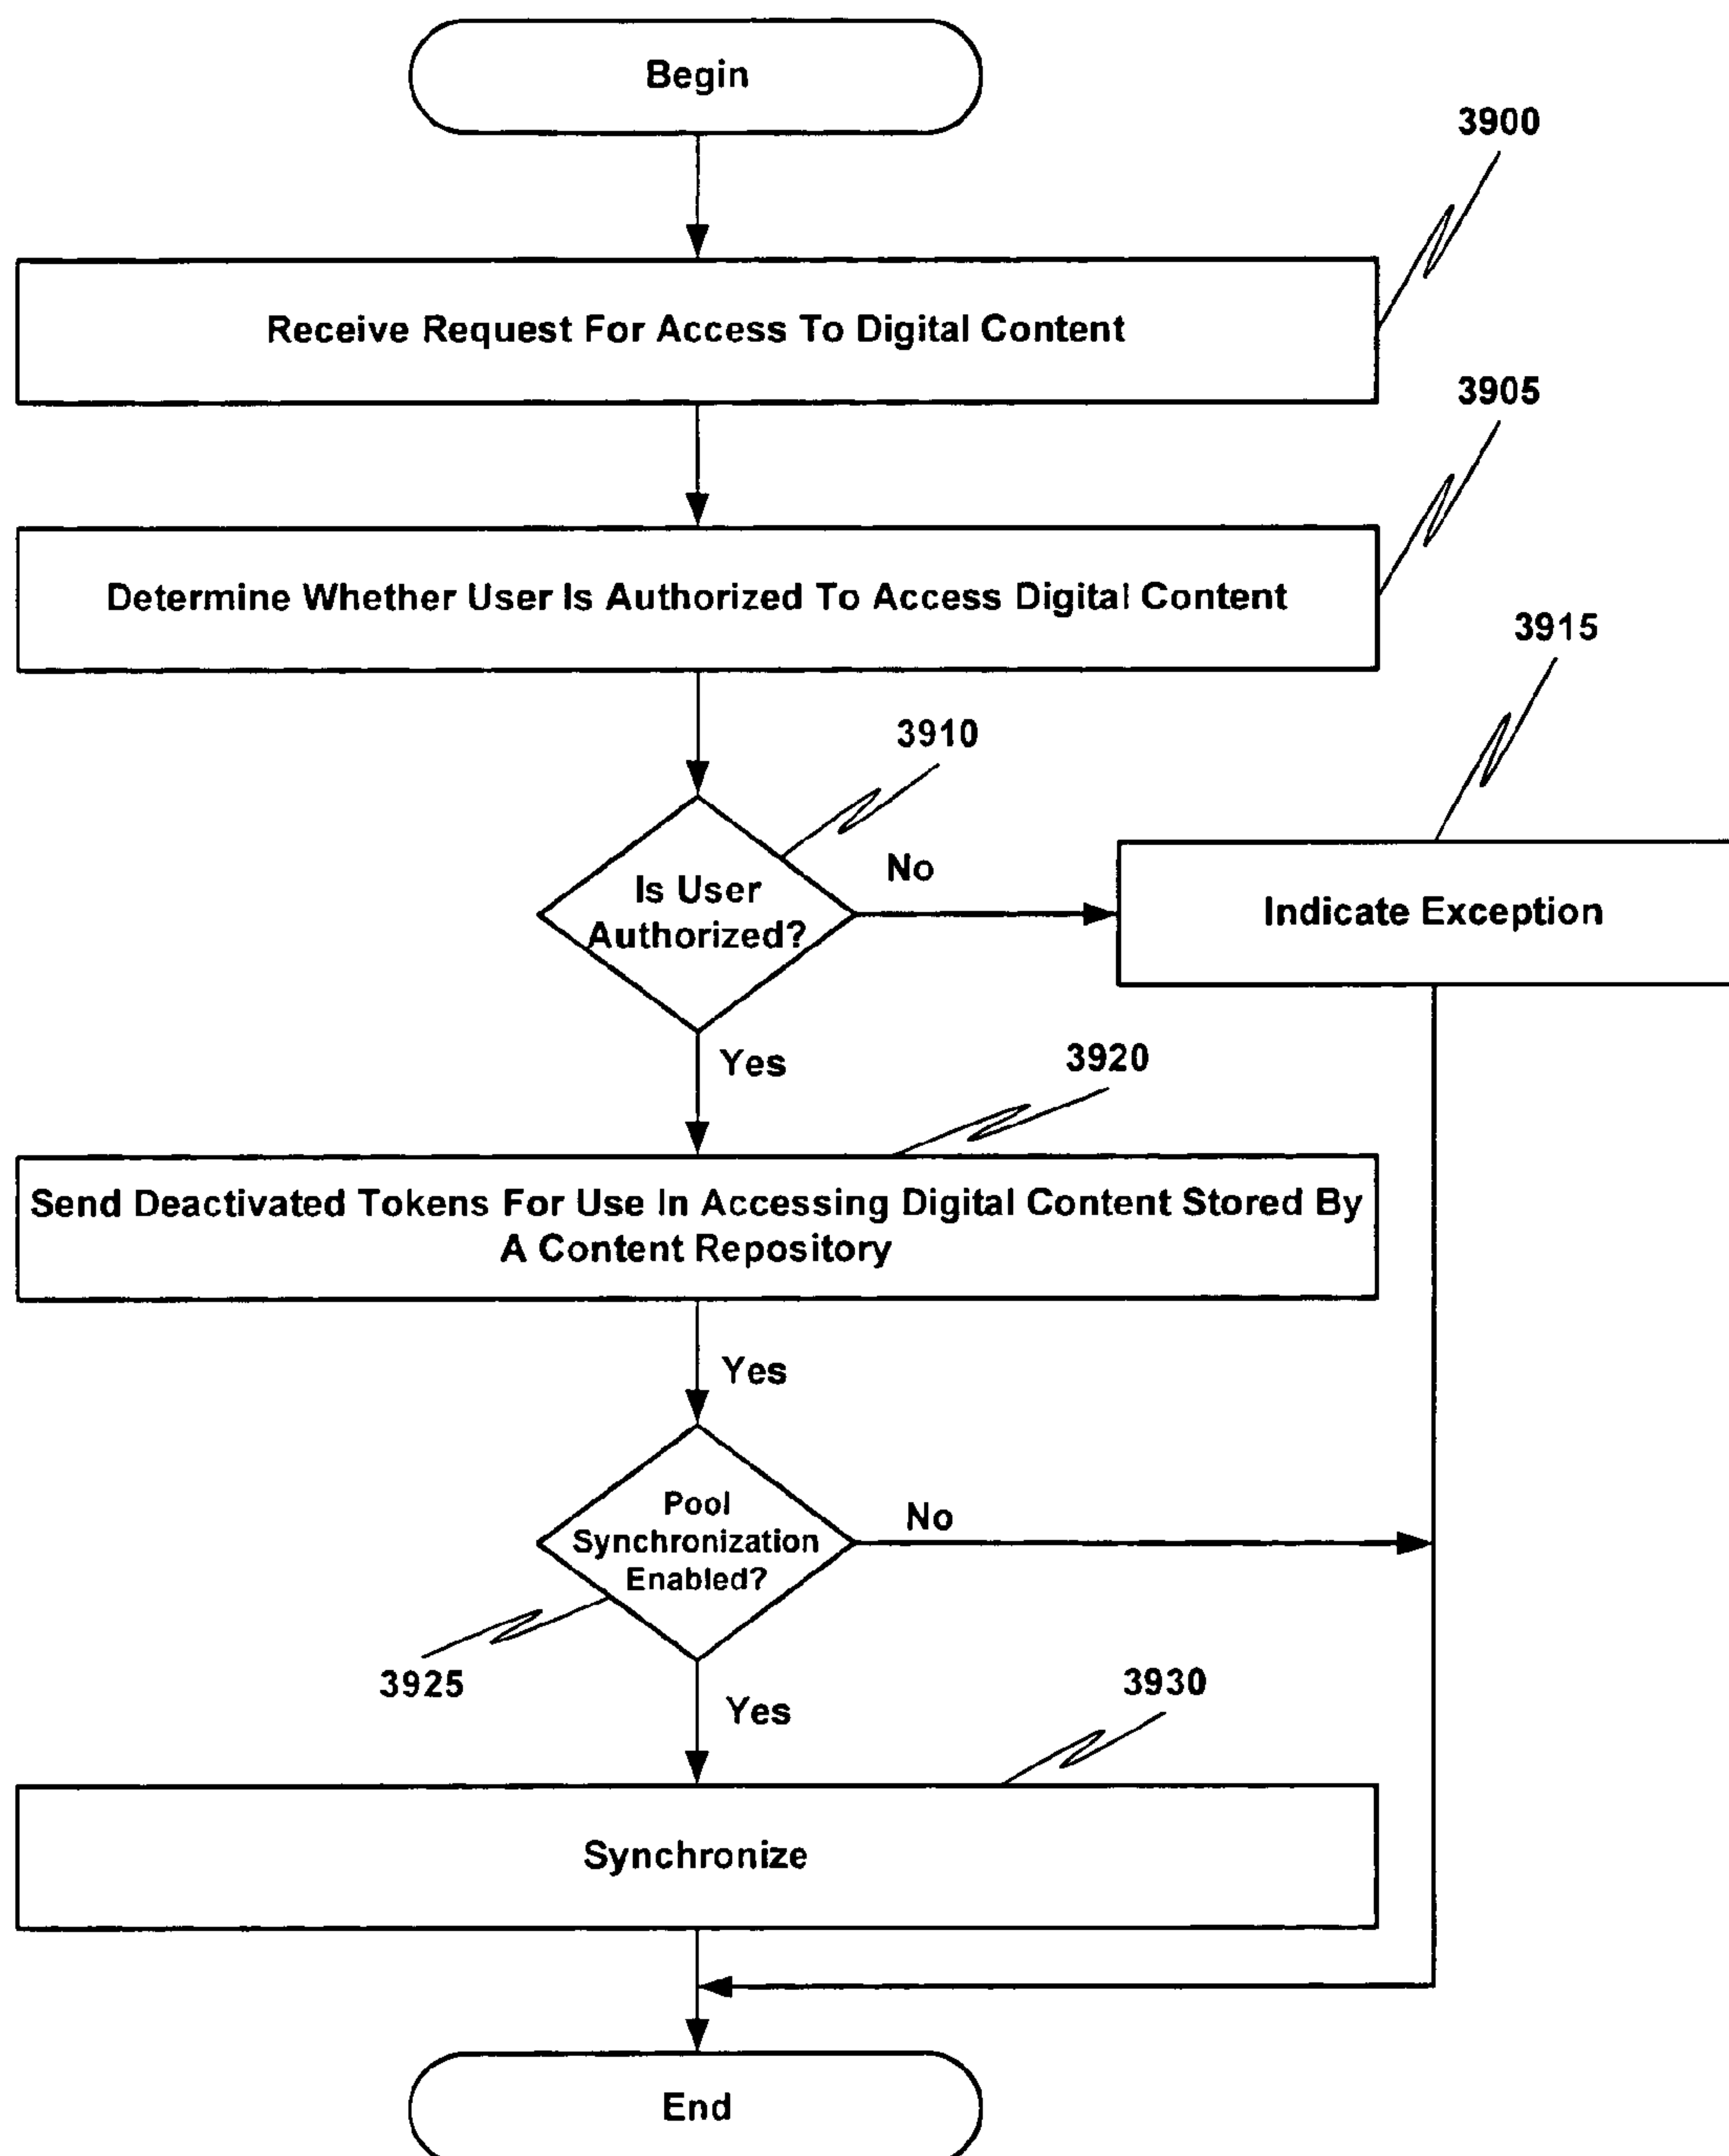 Begin
3900
Receive Request For Access To Digital Content
3905
Determine Whether User Is Authorized To Access Digital Content
3915
3910
No
Is User
Authorized?
Indicate Exception
Yes
3920
Send Deactivated Tokens For Use In Accessing Digital Content Stored By
A Content Repository
Yes
Pool
Synchronization
Enabled?
No
3925
3930
Yes
Synchronize
End